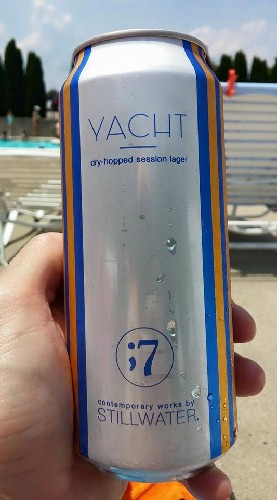 YACHT
dry-hopped session lager
;7
contemporary works by
STILLWATER.